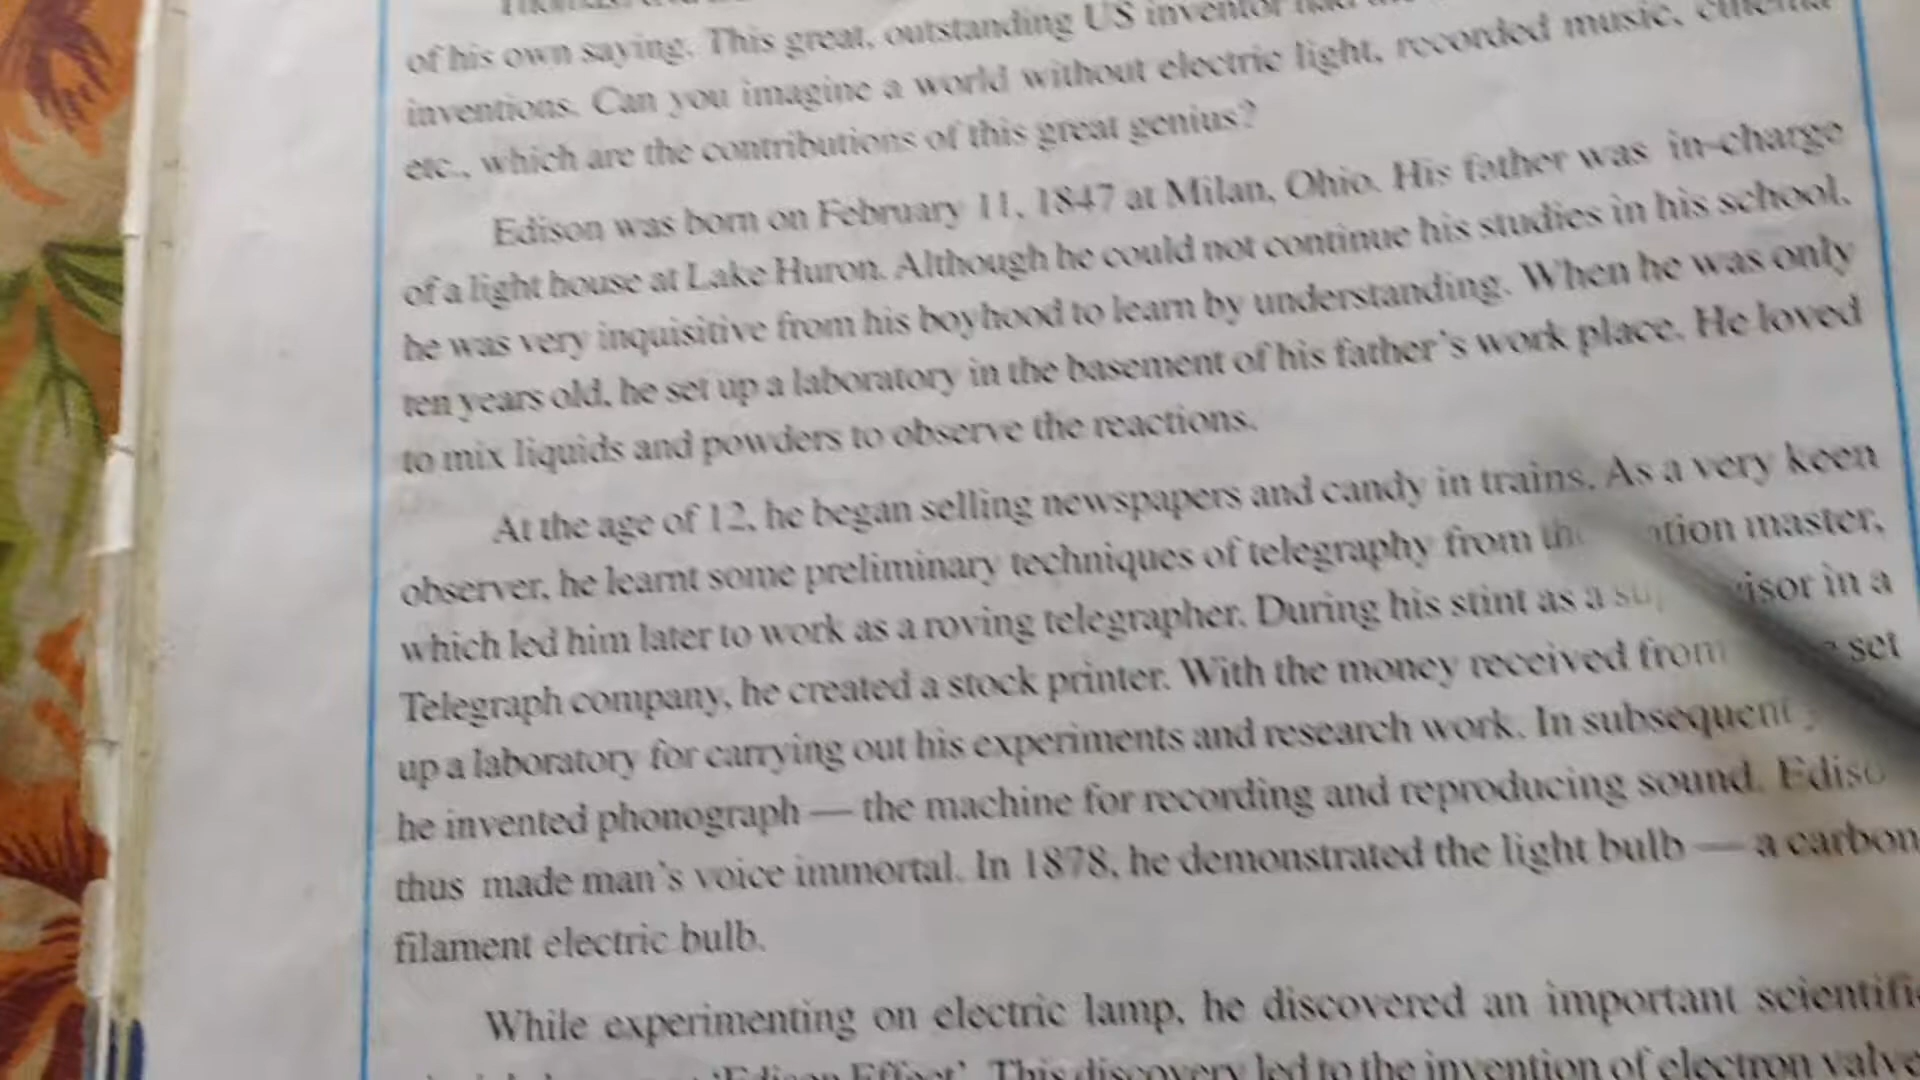 of his own saying. This great, outstanding US inventor had
inventions. Can you imagine a world without electric light, recorded music, cinema
etc., which are the contributions of this great genius?
Edison was born on February 11, 1847 at Milan, Ohio. His father was in-charge
of a light house at Lake Huron. Although he could not continue his studies in his school,
he was very inquisitive from his boyhood to learn by understanding. When he was only
ten years old, he set up a laboratory in the basement of his father's work place. He loved
to mix liquids and powders to observe the reactions.
At the age of 12, he began selling newspapers and candy in trains. As a very keen
observer, he learnt some preliminary techniques of telegraphy from master,
which led him later to work as a roving telegrapher. During his stint as a in a
Telegraph company, he created a stock printer. With the money received from set
up a laboratory for carrying out his experiments and research work. In subsequent
he invented phonograph — the machine for recording and reproducing sound.
thus made man's voice immortal. In 1878, he demonstrated the light bulb — a carbon
filament electric bulb.
While experimenting on electric lamp, he discovered an important
'Edison Effect'. This discovery led to the invention of electron